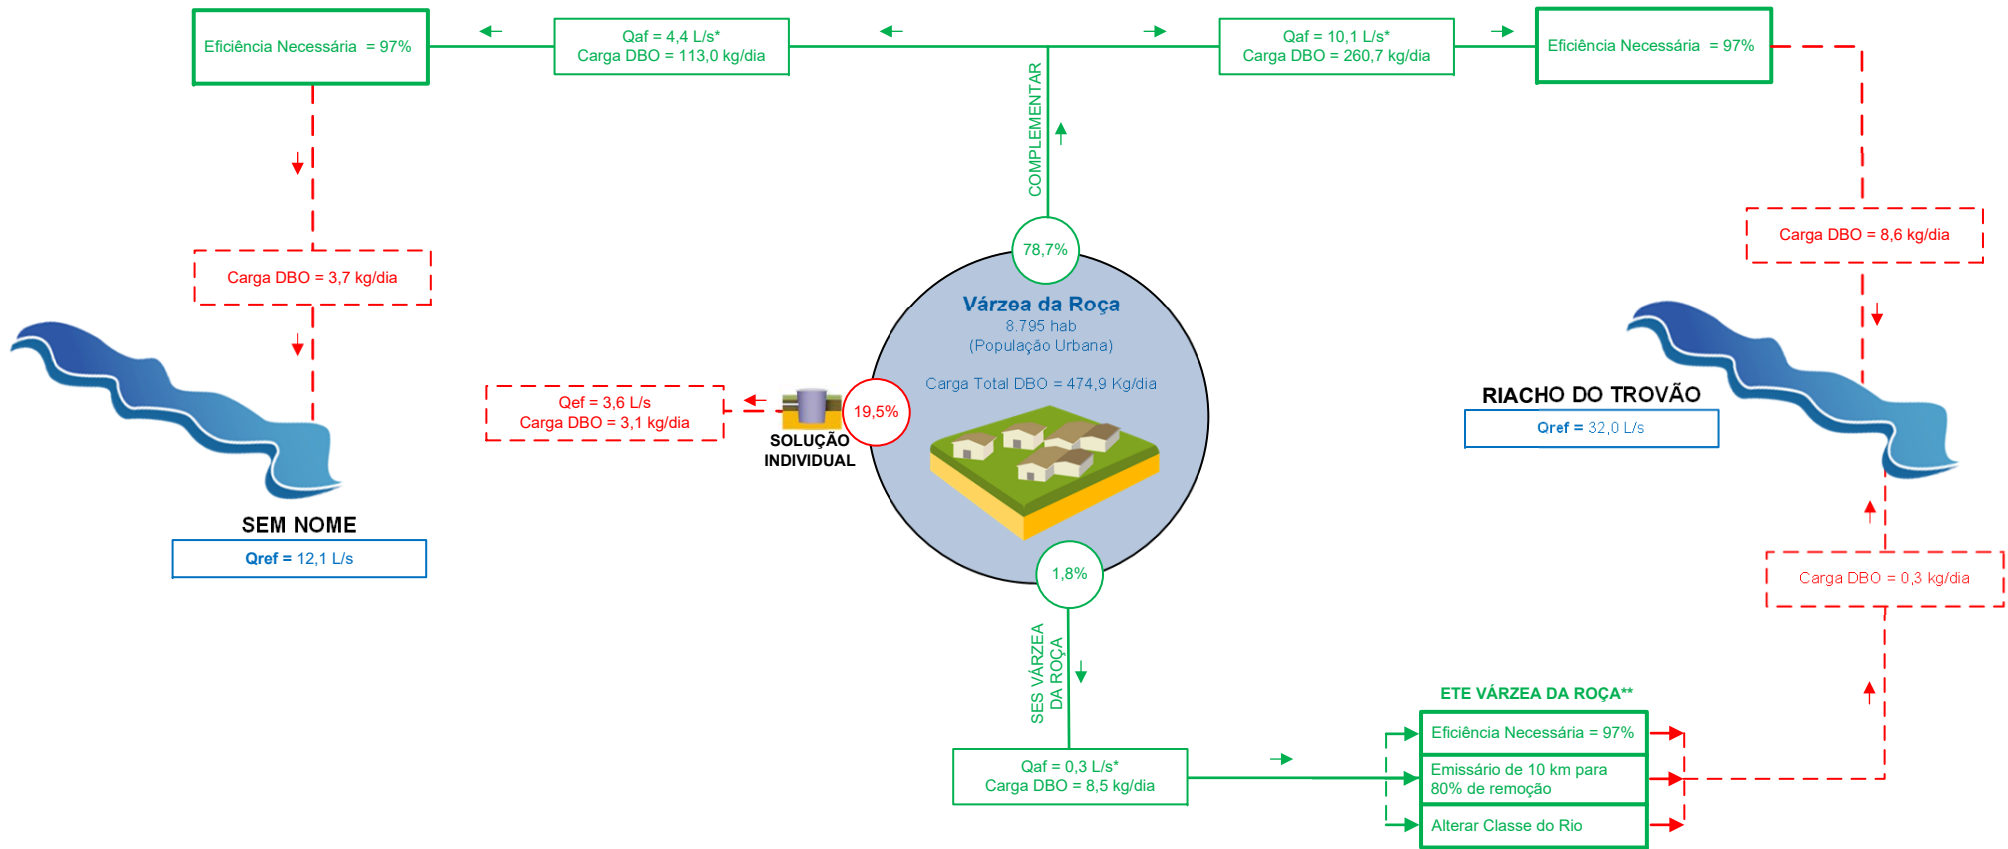 Eficiência Necessária = 97%
Qaf = 4,4 L/s*
Carga DBO = 113,0 kg/dia
Qaf = 10,1 L/s*
Carga DBO = 260,7 kg/dia
Eficiência Necessária = 97%
COMPLEMENTAR
Carga DBO = 3,7 kg/dia
78,7%
Carga DBO = 8,6 kg/dia
Várzea da Roça
8.795 hab
(População Urbana)
Carga Total DBO = 474,9 Kg/dia
Qef = 3,6 L/s
Carga DBO = 3,1 kg/dia
SOLUÇÃO
INDIVIDUAL
19,5%
RIACHO DO TROVÃO
Qref = 32,0 L/s
SEM NOME
Qref = 12,1 L/s
1,8%
Carga DBO = 0,3 kg/dia
SES VÁRZEA
DA ROÇA
ETE VÁRZEA DA ROÇA**
Qaf = 0,3 L/s*
Carga DBO = 8,5 kg/dia
Eficiência Necessária = 97%
Emissário de 10 km para
80% de remoção
Alterar Classe do Rio